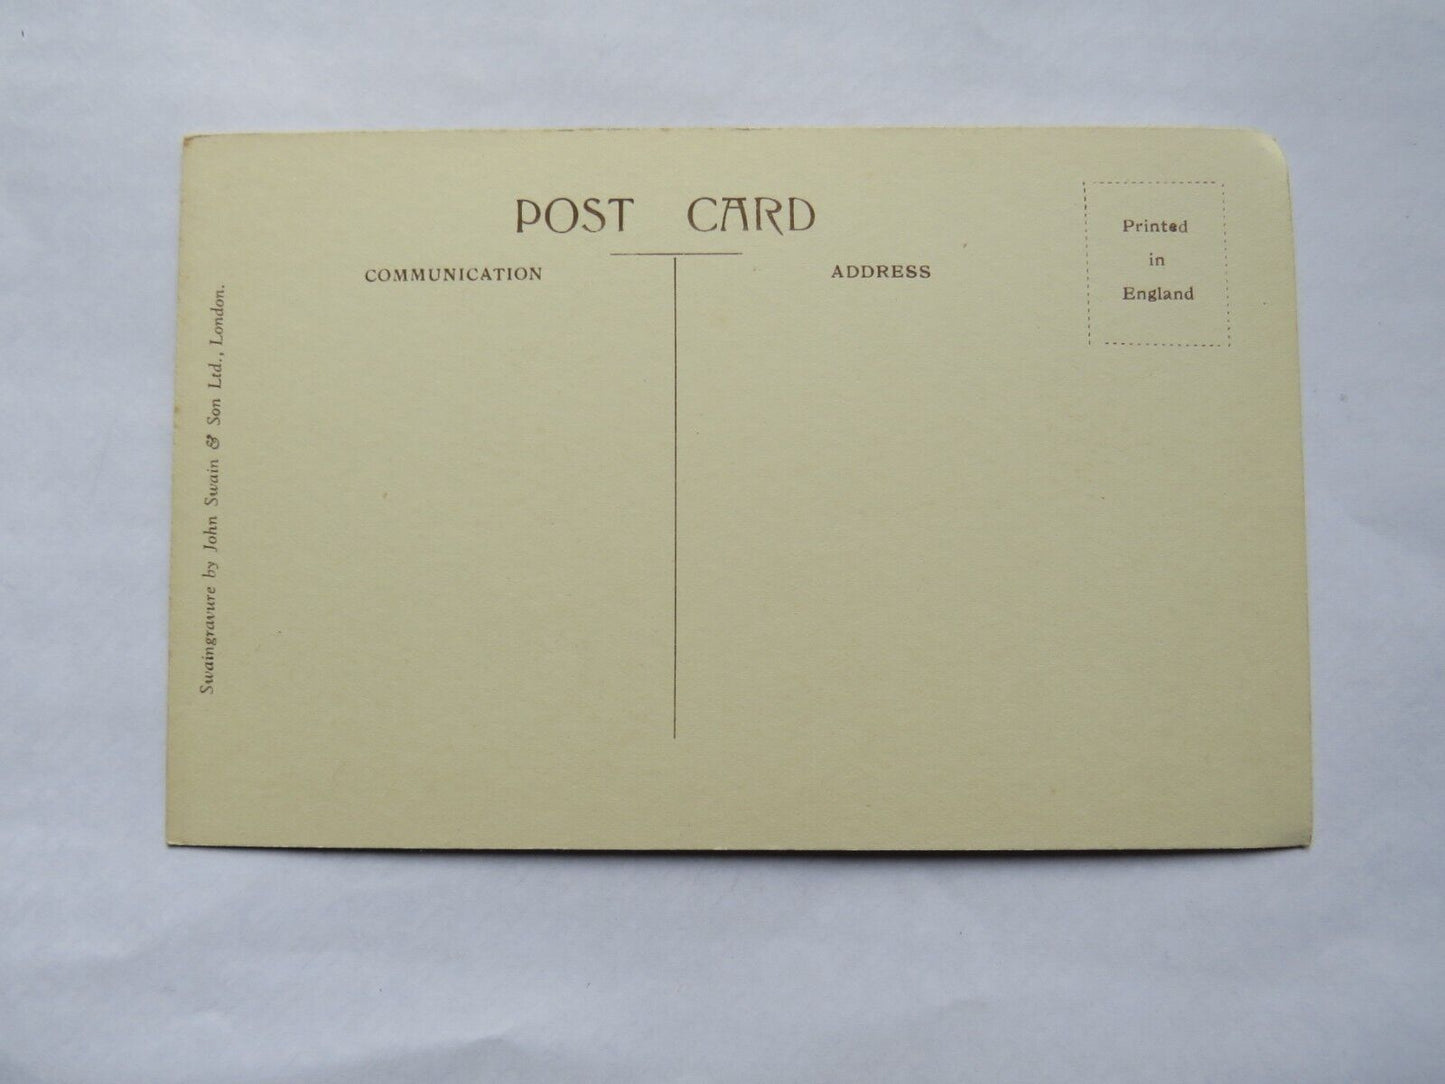 POST CARD
COMMUNICATION
ADDRESS
Printed
in
England
Swaingravure by John Swain & Son Ltd., London.